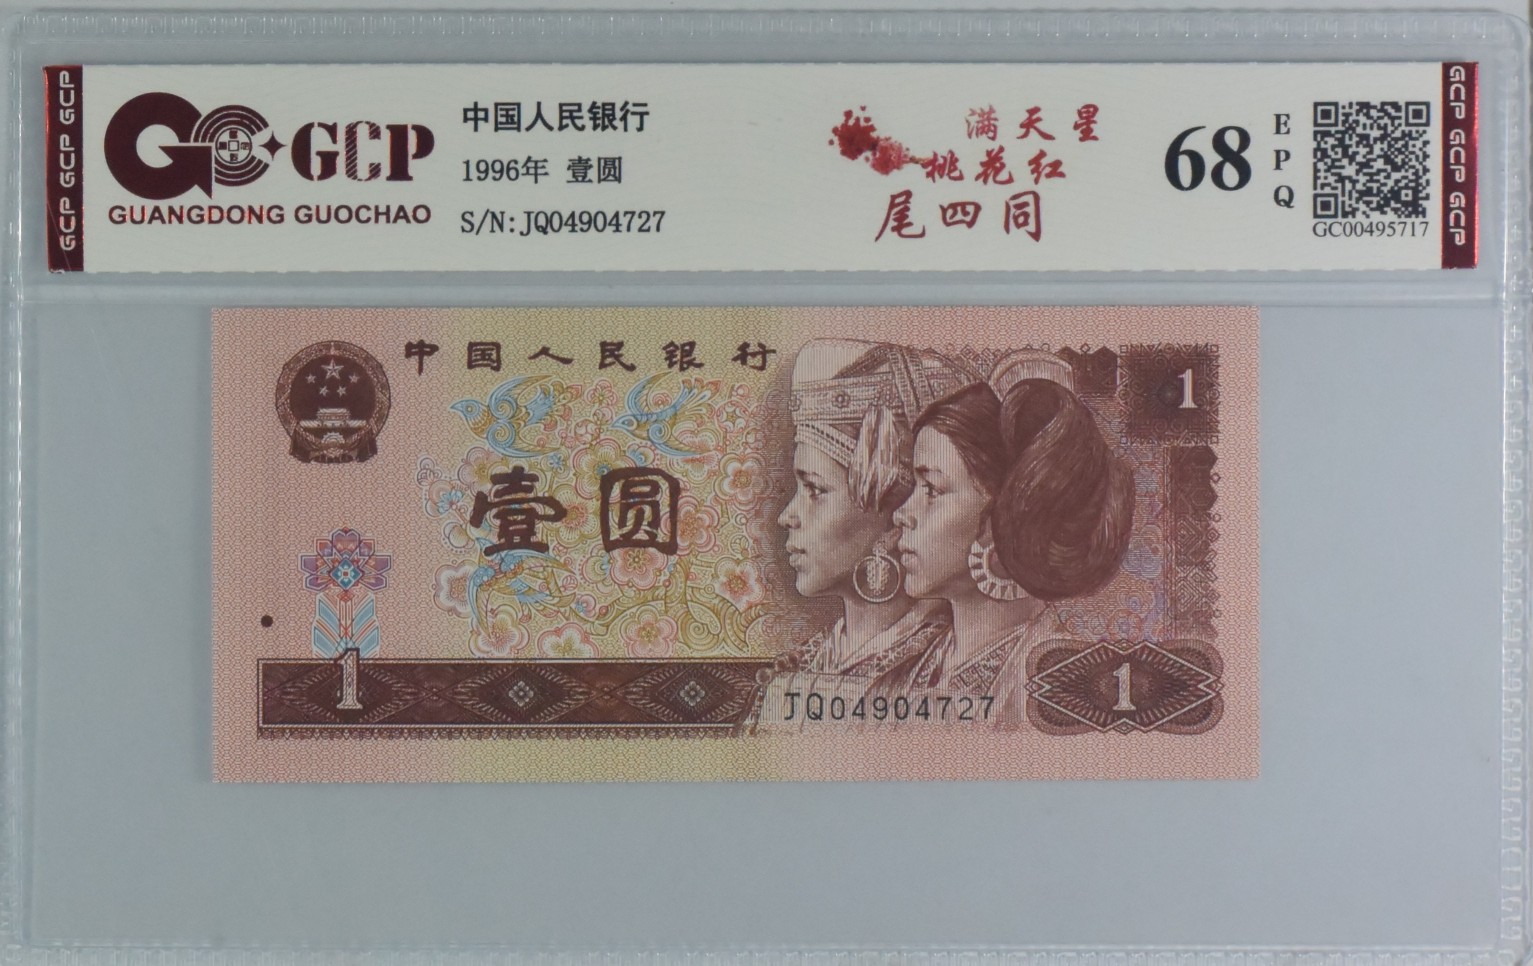 GCP GCP GCP
GCP
GUANGDONG GUOCHAO
中国人民银行
1996年 壹圆
S/N:JQ04904727
满天星
桃花红
尾四同
68
EPQ
GC00495717
GCP GCP GCP
中国人民银行
1
壹圆
1
JQ04904727
1